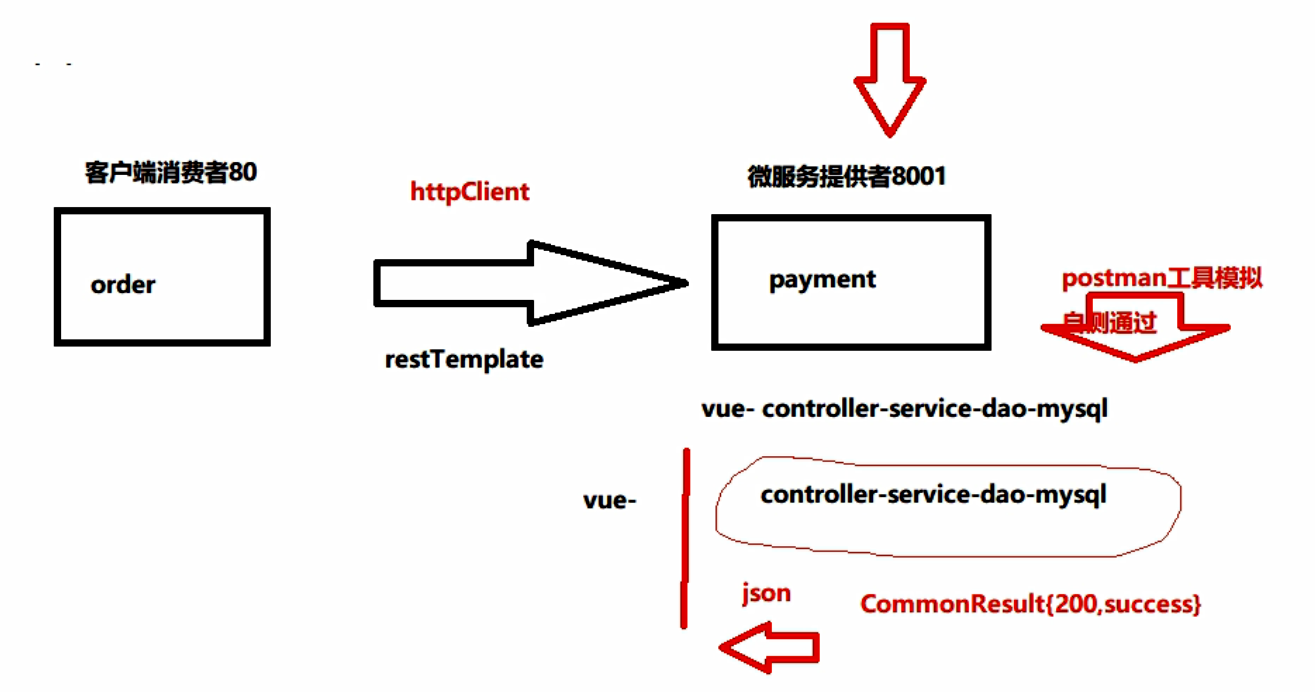 客户端消费者80
httpClient
微服务提供者8001
order
payment
postman工具模拟
自测通过
restTemplate
vue- controller-service-dao-mysql
vue-
controller-service-dao-mysql
json
CommonResult{200,success}